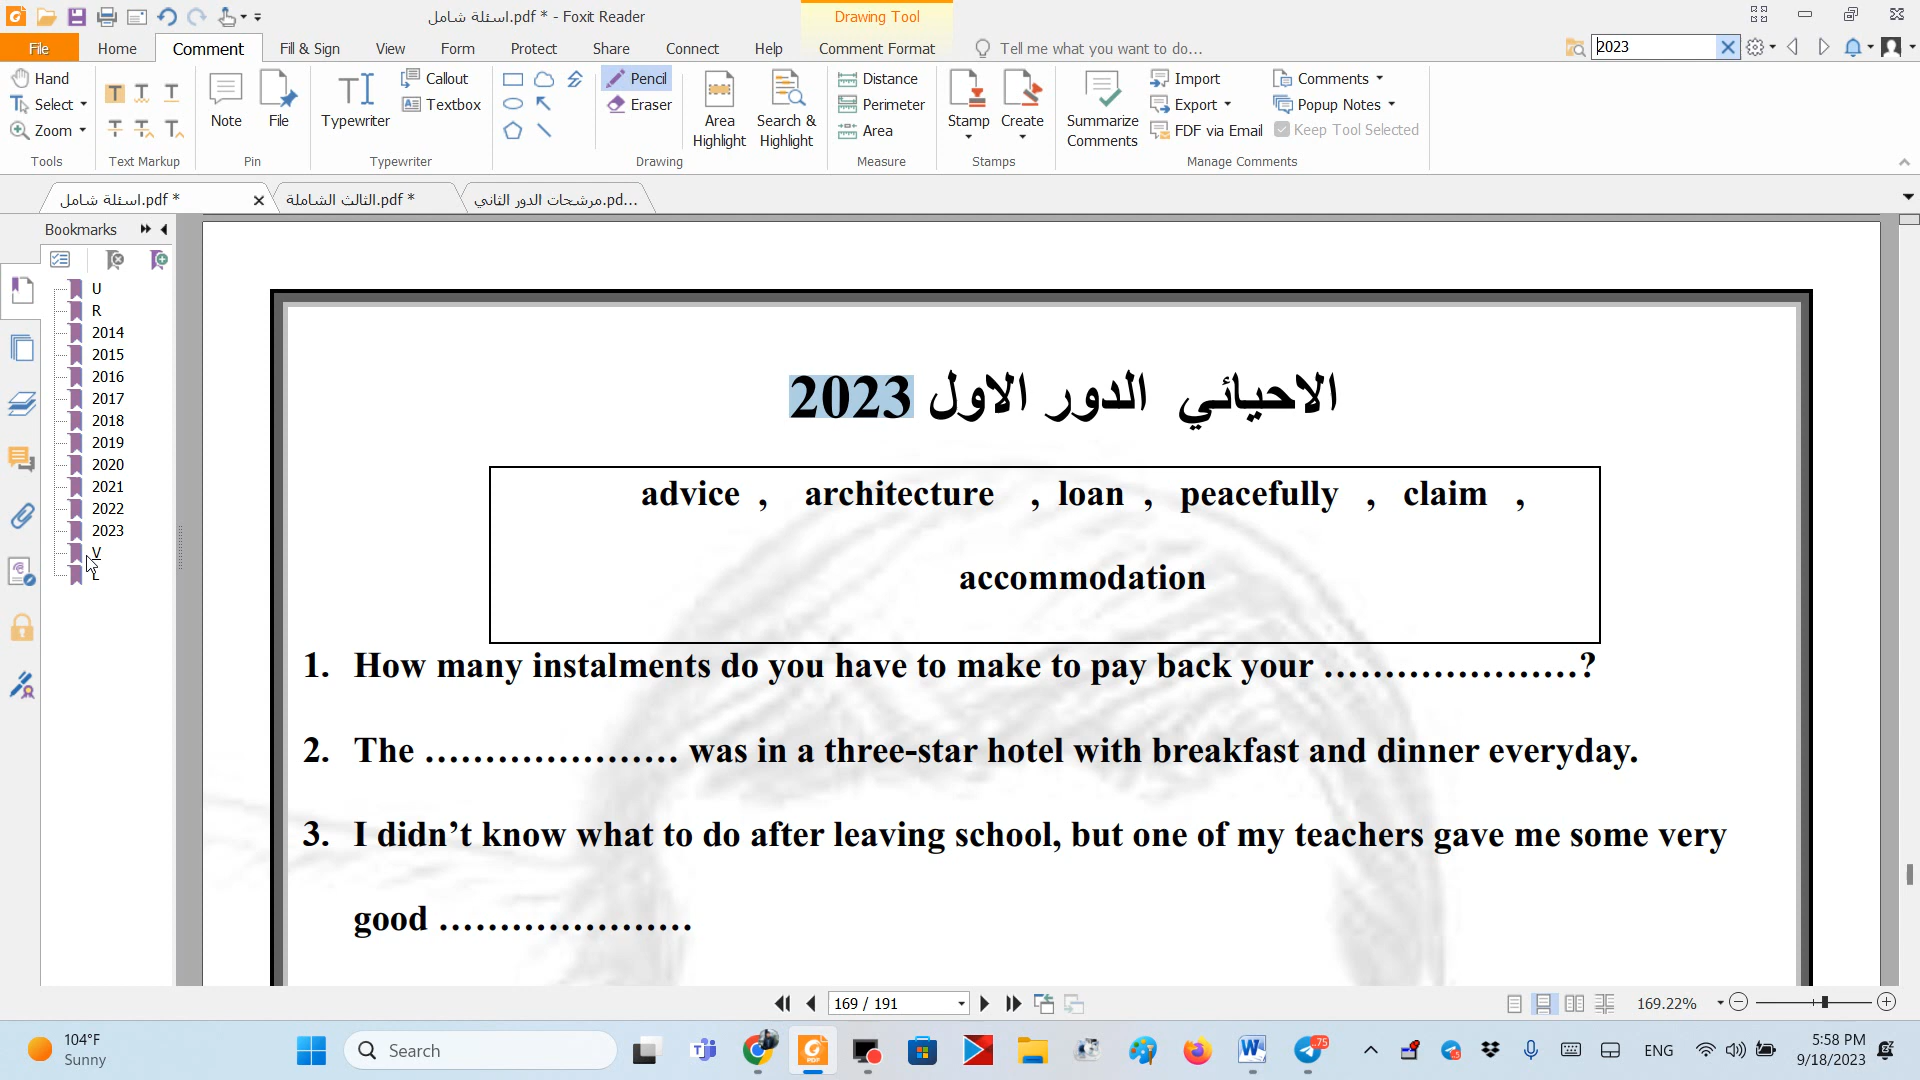 اسئلة شامل.pdf * - Foxit Reader
Drawing Tool
File Home Comment Fill & Sign View Form Protect Share Connect Help Comment Format Tell me what you want to do... 2023
Hand
Select
Zoom
Tools
Text Markup
Note
File
Pin
Typewriter
Callout
Textbox
Typewriter
Pencil
Eraser
Area Highlight
Search & Highlight
Drawing
Distance
Perimeter
Area
Measure
Stamp
Create
Stamps
Summarize Comments
Import
Export
FDF via Email
Comments
Popup Notes
Keep Tool Selected
Manage Comments
اسئلة شامل.pdf *
الثالث الشاملة.pdf *
مرشحات الدور الثاني.pd...
Bookmarks
U
R
2014
2015
2016
2017
2018
2019
2020
2021
2022
2023
V
L
الاحيائي الدور الاول 2023
advice , architecture , loan , peacefully , claim ,
accommodation
1. How many instalments do you have to make to pay back your .....................?
2. The ..................... was in a three-star hotel with breakfast and dinner everyday.
3. I didn't know what to do after leaving school, but one of my teachers gave me some very
good .....................
169 / 191
169.22%
104°F
Sunny
Search
75
ENG
5:58 PM
9/18/2023